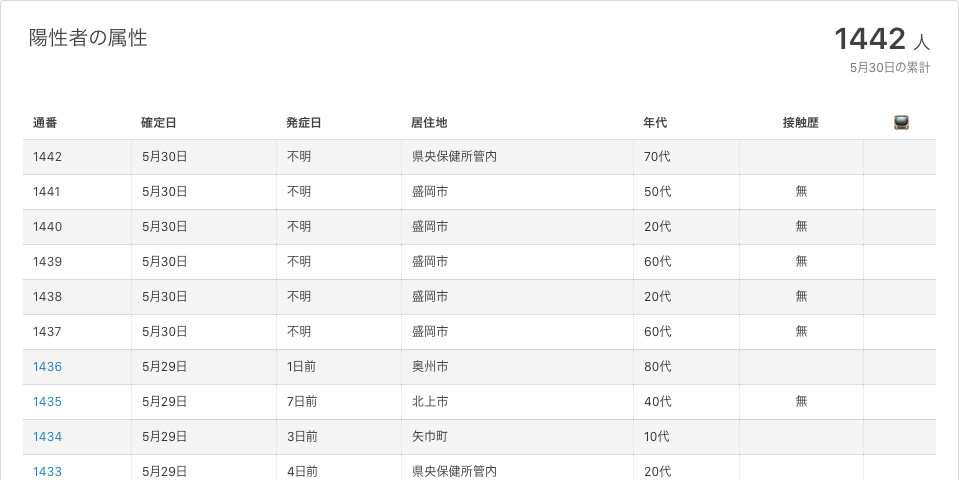 陽性者の属性
1442 人
5月30日の累計
通番 確定日 発症日 居住地 年代 接触歴
1442 5月30日 不明 県央保健所管内 70代
1441 5月30日 不明 盛岡市 50代 無
1440 5月30日 不明 盛岡市 20代 無
1439 5月30日 不明 盛岡市 60代 無
1438 5月30日 不明 盛岡市 20代 無
1437 5月30日 不明 盛岡市 60代 無
1436 5月29日 1日前 奥州市 80代
1435 5月29日 7日前 北上市 40代 無
1434 5月29日 3日前 矢巾町 10代
1433 5月29日 4日前 県央保健所管内 20代